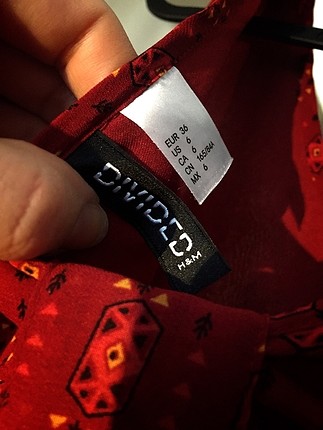 EUR 36
US 6
CA 6
CN 165/84A
MX 6
DIVIDED
H&M